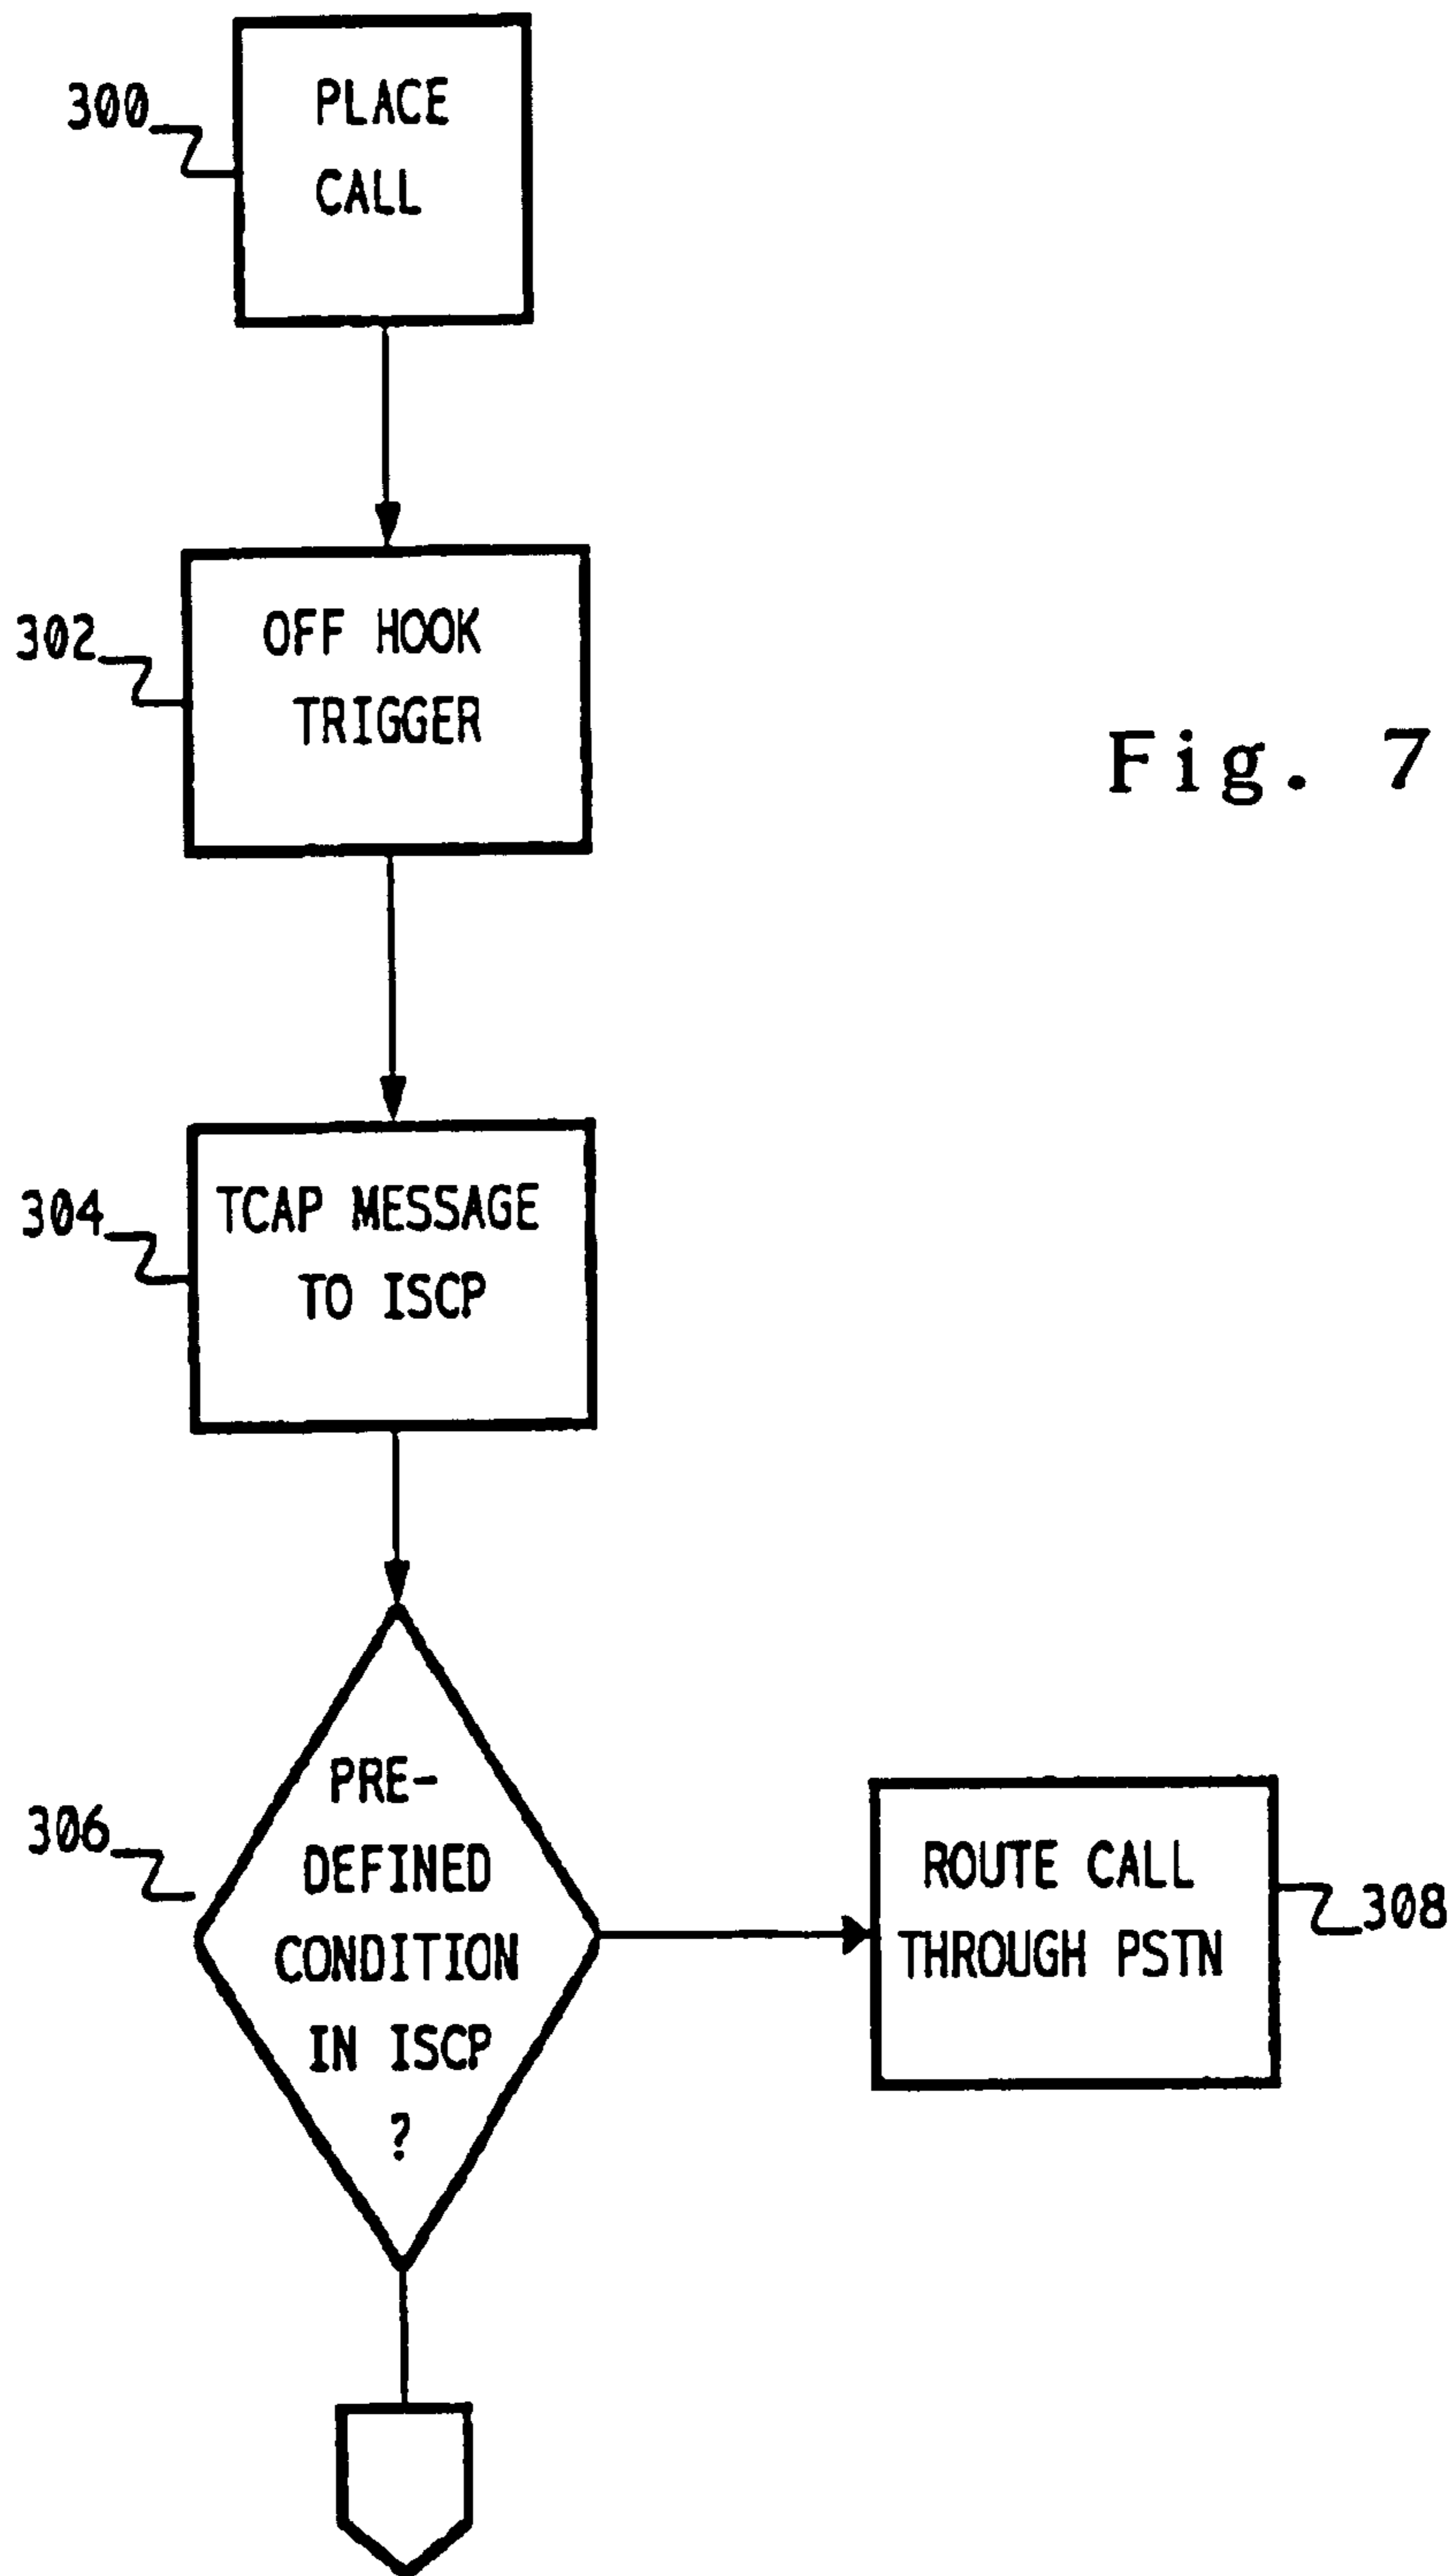 300
PLACE
CALL
302
OFF HOOK
TRIGGER
Fig. 7
304
TCAP MESSAGE
TO ISCP
306
PRE-
DEFINED
CONDITION
IN ISCP
?
ROUTE CALL
THROUGH PSTN
308